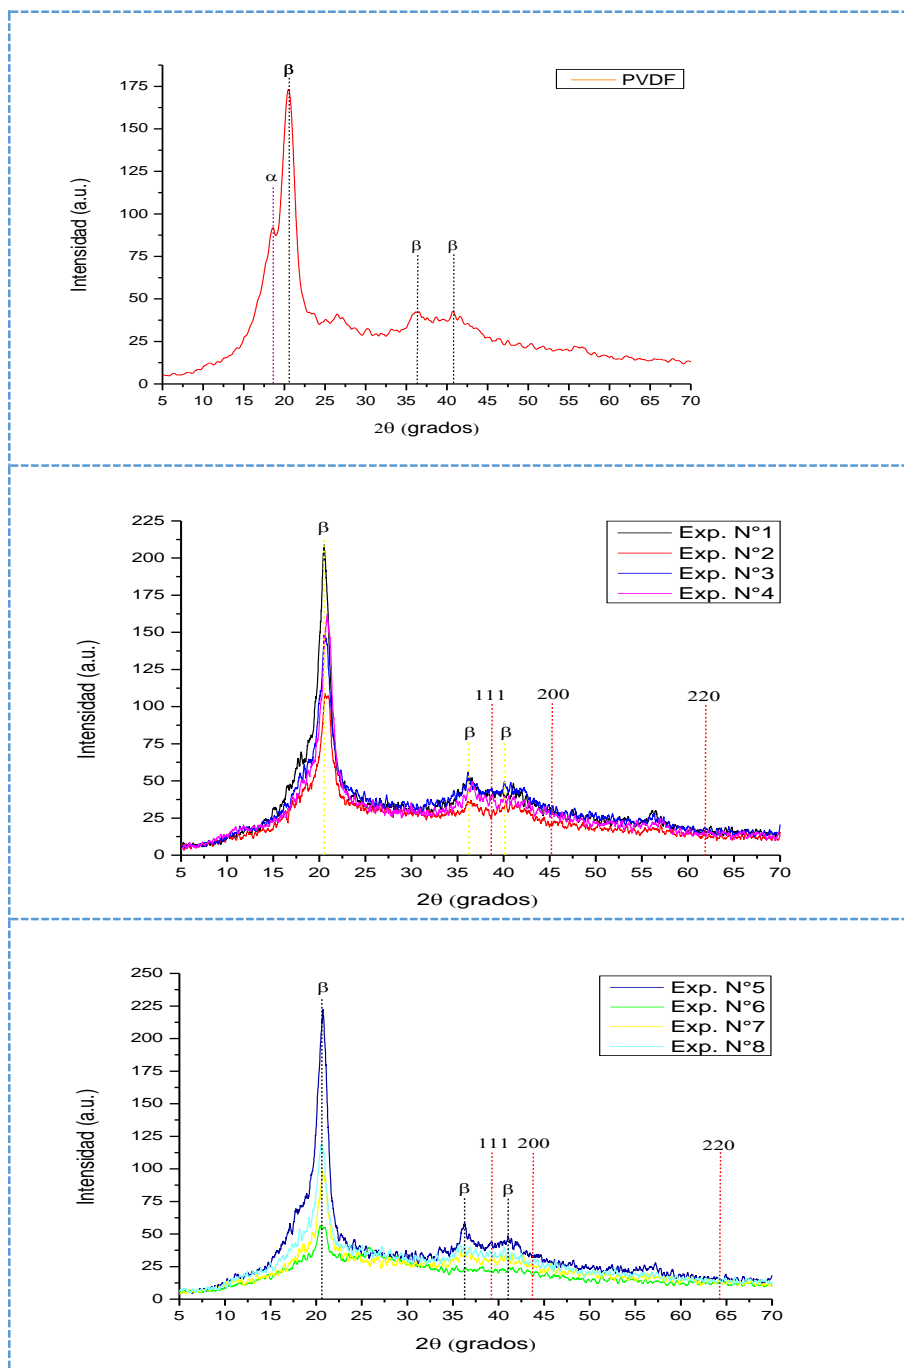 β
PVDF
α
β β
Intensidad (a.u.)
175
150
125
100
75
50
25
0
5 10 15 20 25 30 35 40 45 50 55 60 65 70
2θ (grados)
β
Exp. N°1
Exp. N°2
Exp. N°3
Exp. N°4
β 111 β 200 220
Intensidad (a.u.)
225
200
175
150
125
100
75
50
25
0
5 10 15 20 25 30 35 40 45 50 55 60 65 70
2θ (grados)
β
Exp. N°5
Exp. N°6
Exp. N°7
Exp. N°8
111 200 220
β β
Intensidad (a.u.)
250
225
200
175
150
125
100
75
50
25
0
5 10 15 20 25 30 35 40 45 50 55 60 65 70
2θ (grados)